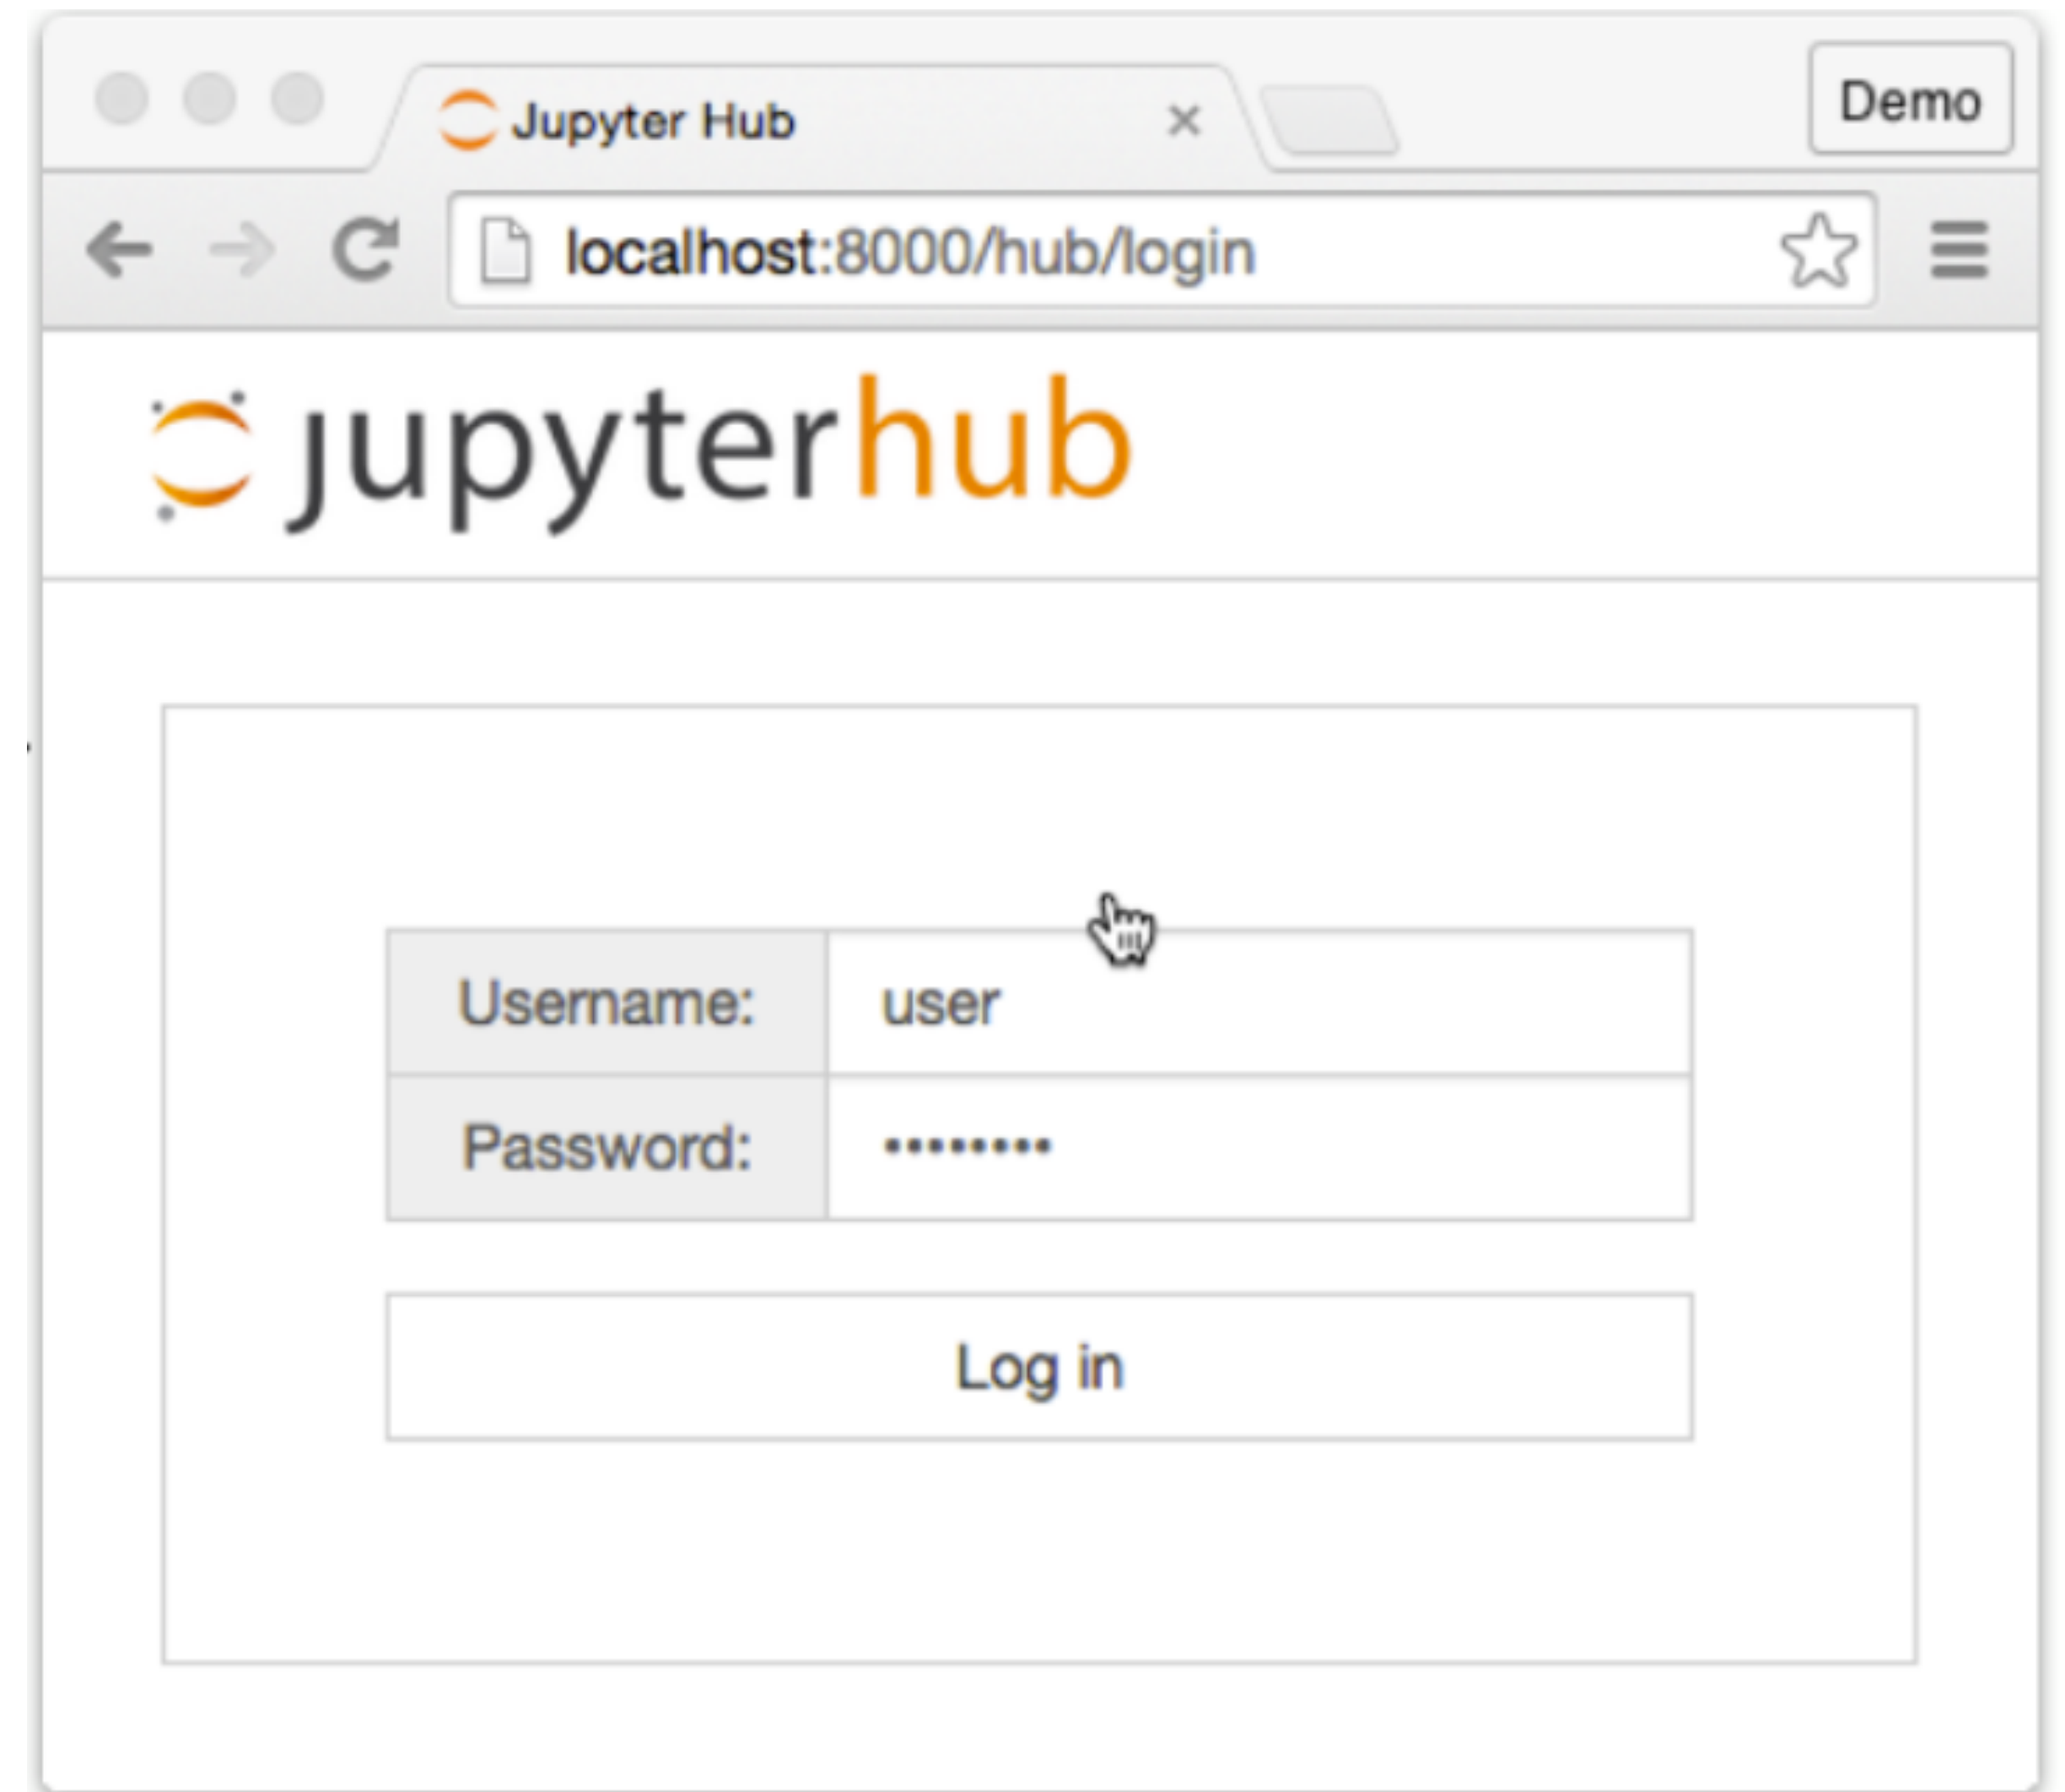 Jupyter Hub
Demo
localhost:8000/hub/login
jupyterhub
Username: user
Password: ••••••••
Log in